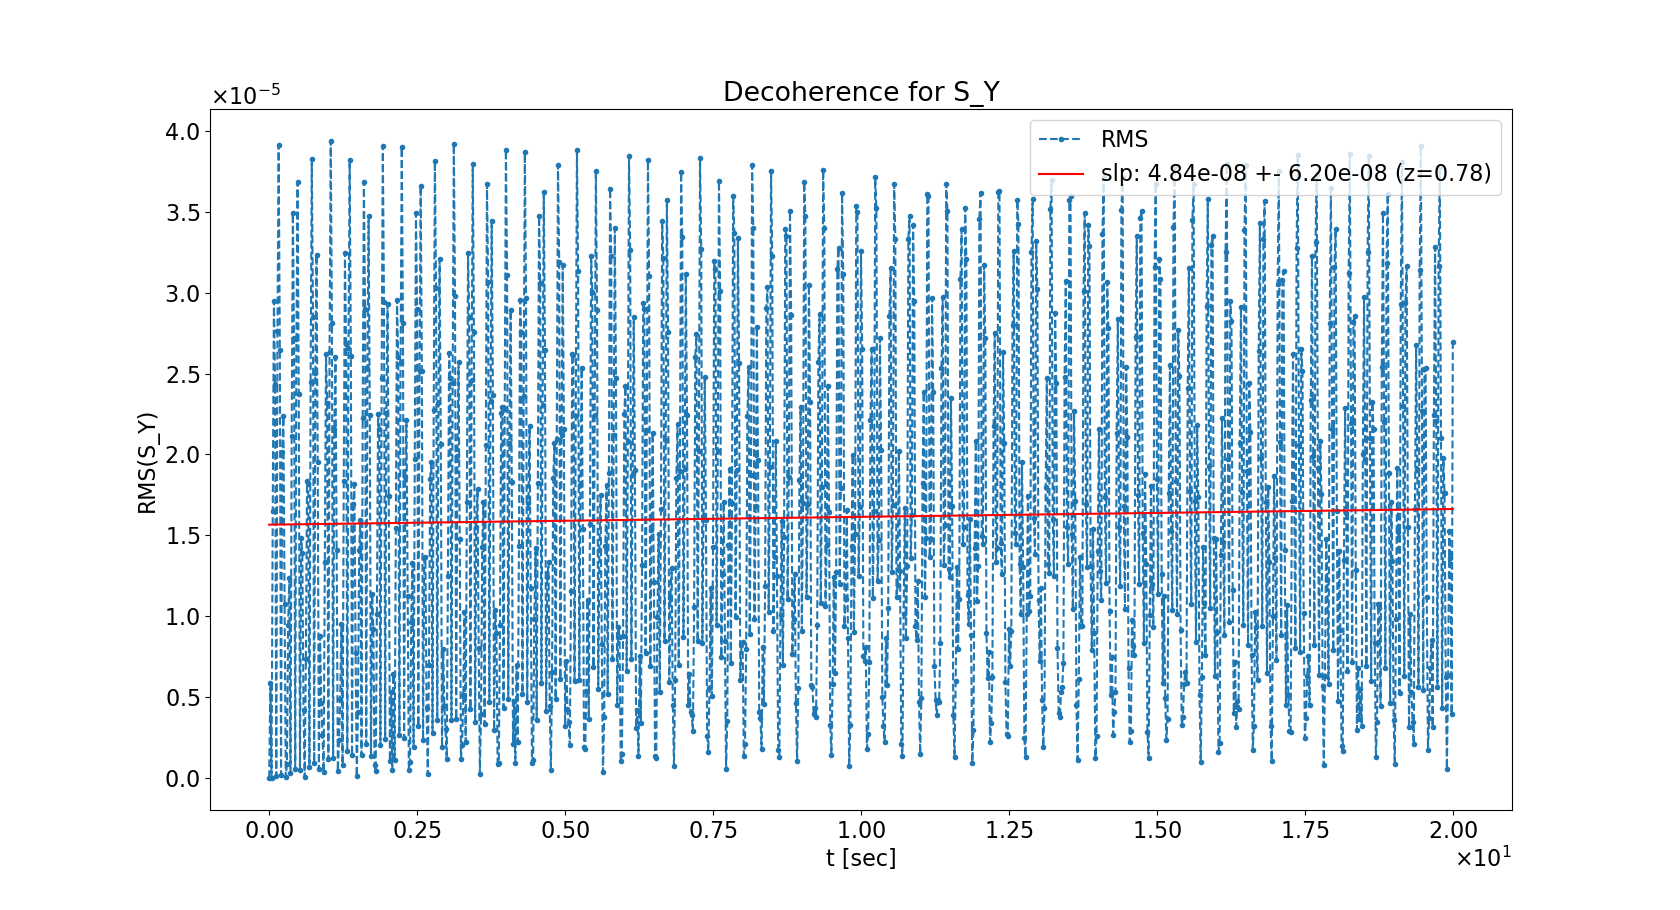 Decoherence for S_Y
×10⁻⁵
RMS
slp: 4.84e-08 +- 6.20e-08 (z=0.78)
4.0
3.5
3.0
2.5
2.0
1.5
1.0
0.5
0.0
RMS(S_Y)
0.00 0.25 0.50 0.75 1.00 1.25 1.50 1.75 2.00
t [sec]
×10¹